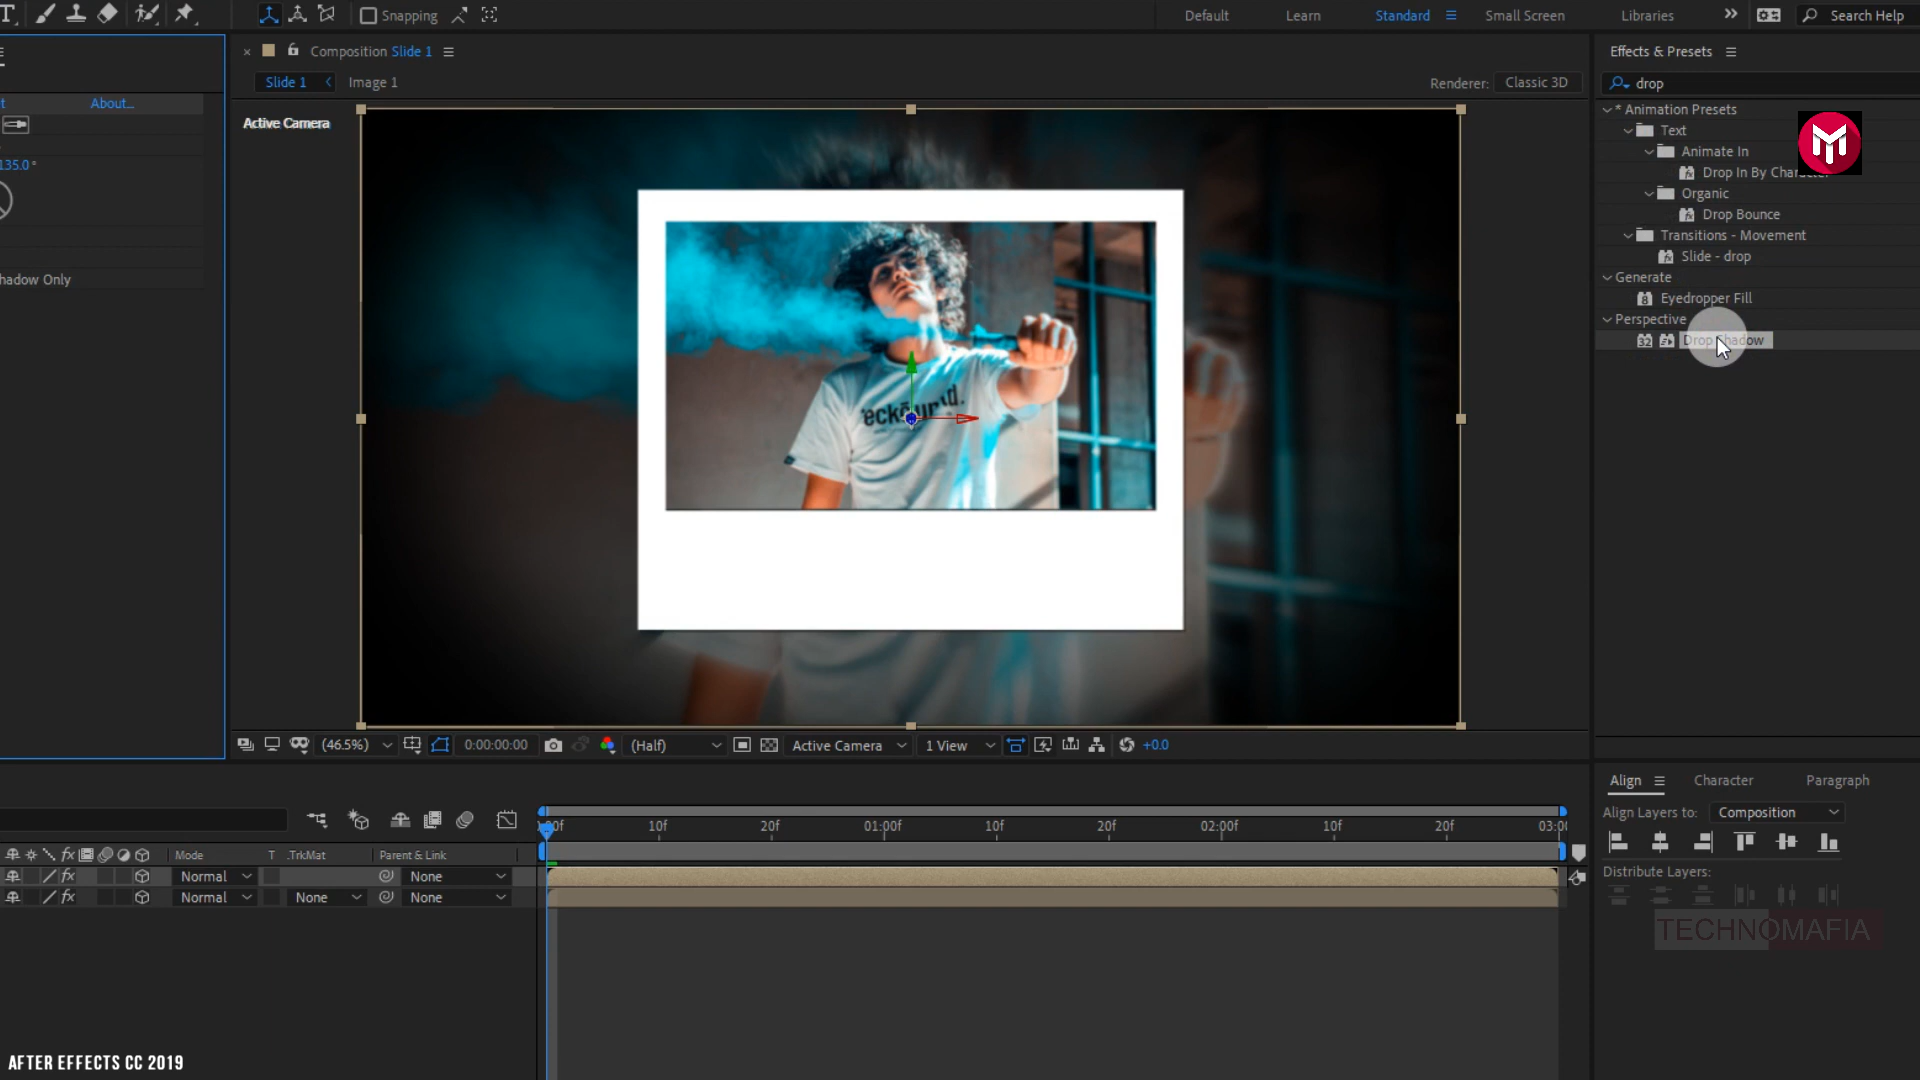 Snapping
Default
Learn
Standard
Small Screen
Libraries
Search Help
Composition Slide 1
Effects & Presets
Slide 1
Image 1
Renderer:
Classic 3D
drop
About...
135.0°
hadow Only
Active Camera
* Animation Presets
Text
Animate In
Drop In By Character
Organic
Drop Bounce
Transitions - Movement
Slide - drop
Generate
Eyedropper Fill
Perspective
Drop Shadow
(46.5%)
0:00:00:00
(Half)
Active Camera
1 View
+0.0
Align
Character
Paragraph
Align Layers to:
Composition
Distribute Layers:
10f
20f
01:00f
10f
20f
02:00f
10f
20f
Mode
T
.TrkMat
Parent & Link
Normal
None
Normal
None
None
TECHNOMAFIA
AFTER EFFECTS CC 2019